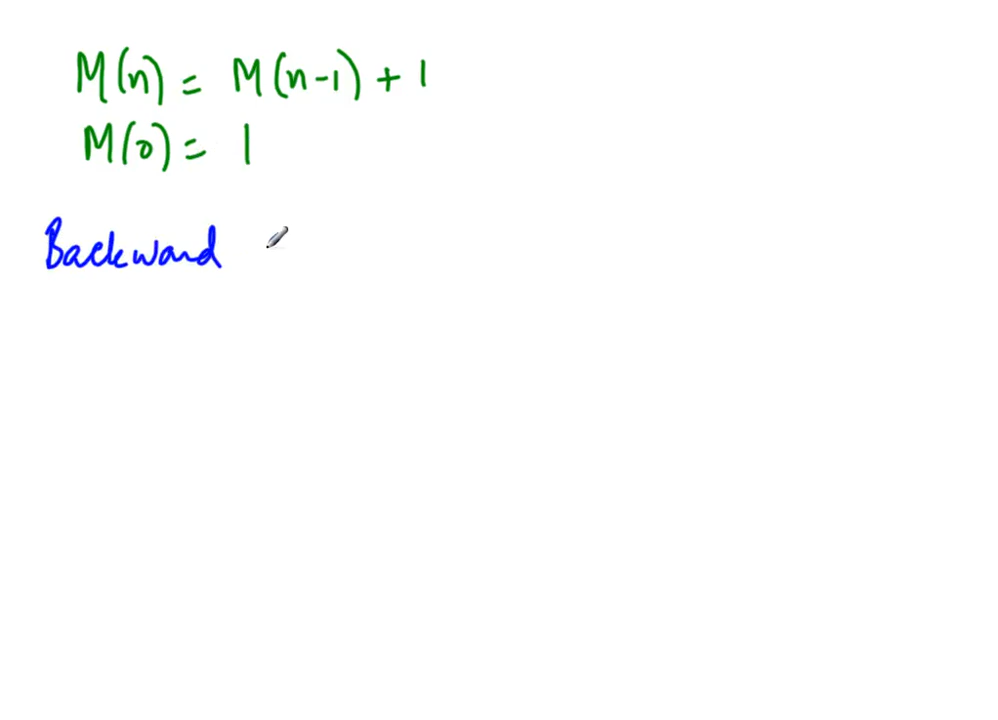 M(n) = M(n-1) + 1
M(0) = 1
Backward